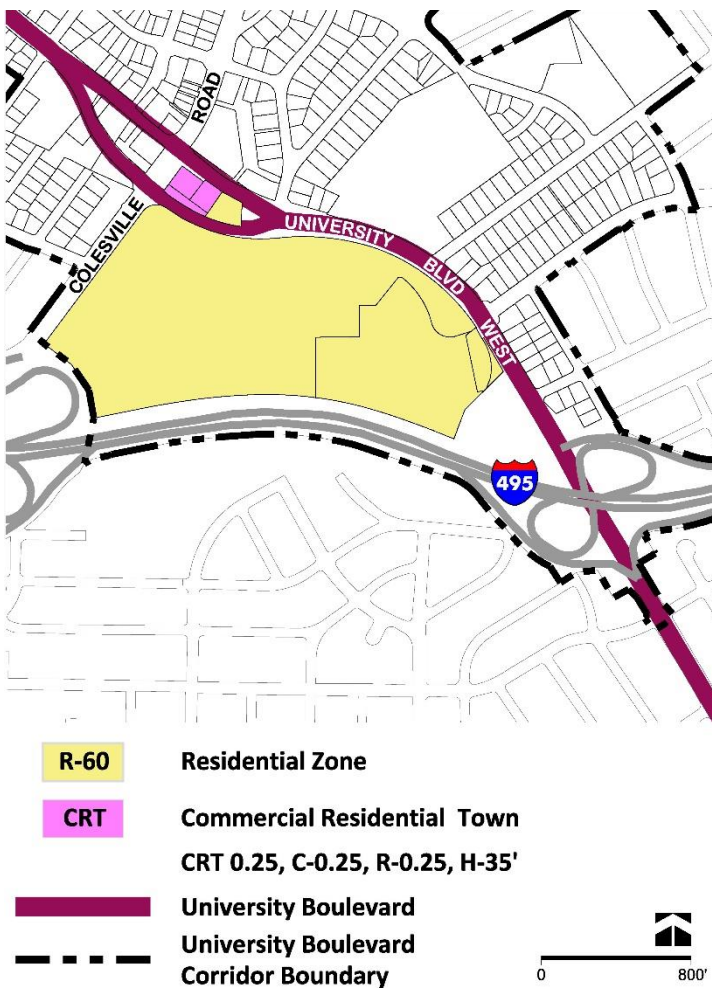 ROAD
COLESVILLE
UNIVERSITY
BLVD
WEST
495
R-60 Residential Zone
CRT Commercial Residential Town
CRT 0.25, C-0.25, R-0.25, H-35'
University Boulevard
University Boulevard
Corridor Boundary
0 800'